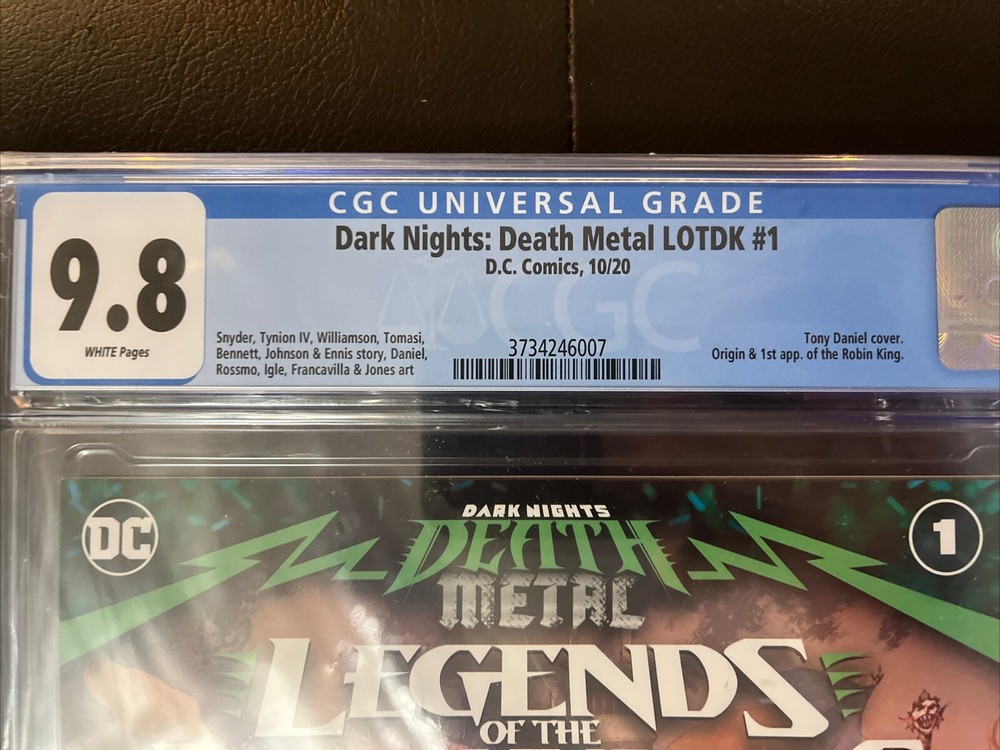 CGC UNIVERSAL GRADE
9.8
WHITE Pages
Dark Nights: Death Metal LOTDK #1
D.C. Comics, 10/20
CGC
Snyder, Tynion IV, Williamson, Tomasi,
Bennett, Johnson & Ennis story, Daniel,
Rossmo, Igle, Francavilla & Jones art
3734246007
Tony Daniel cover.
Origin & 1st app. of the Robin King.
DC
1
DARK NIGHTS
DEATH
METAL
LEGENDS
OF THE